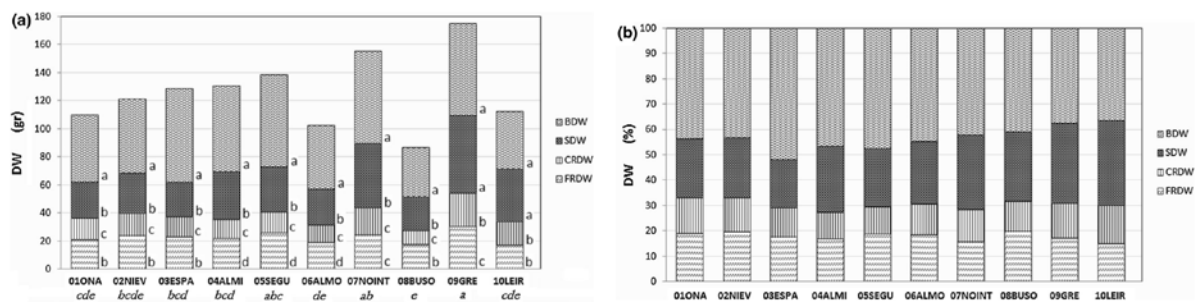 (a)
180
160
140
120
100
80
60
40
20
0
DW (gr)
a b c b
a b c b
a b c b
a b c d
a b c d
a b c d
a b c c
a a b c
a a b b
01ONA 02NIEV 03ESPA 04ALMI 05SEGU 06ALMO 07NOINT 08BUSO 09GRE 10LEIR
cde bcde bcd bcd abc de ab e a cde
BDW
SDW
CRDW
FRDW
(b)
100
90
80
70
60
50
40
30
20
10
0
DW (%)
01ONA 02NIEV 03ESPA 04ALMI 05SEGU 06ALMO 07NOINT 08BUSO 09GRE 10LEIR
BDW
SDW
CRDW
FRDW